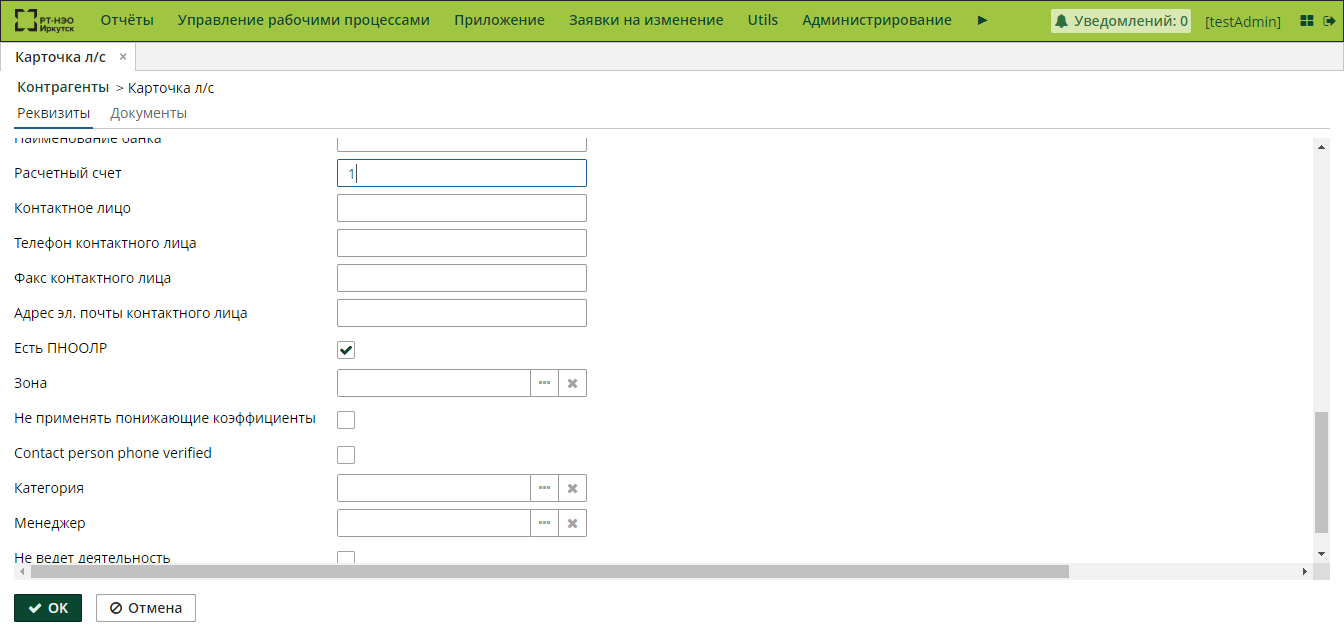 РТ-НЭО
Иркутск
Отчёты Управление рабочими процессами Приложение Заявки на изменение Utils Администрирование Уведомлений: 0 [testAdmin]
Карточка л/с
Контрагенты > Карточка л/с
Реквизиты Документы
Наименование банка
Расчетный счет 1
Контактное лицо
Телефон контактного лица
Факс контактного лица
Адрес эл. почты контактного лица
Есть ПНООЛР
Зона
Не применять понижающие коэффициенты
Contact person phone verified
Категория
Менеджер
Не ведет деятельность
OK Отмена